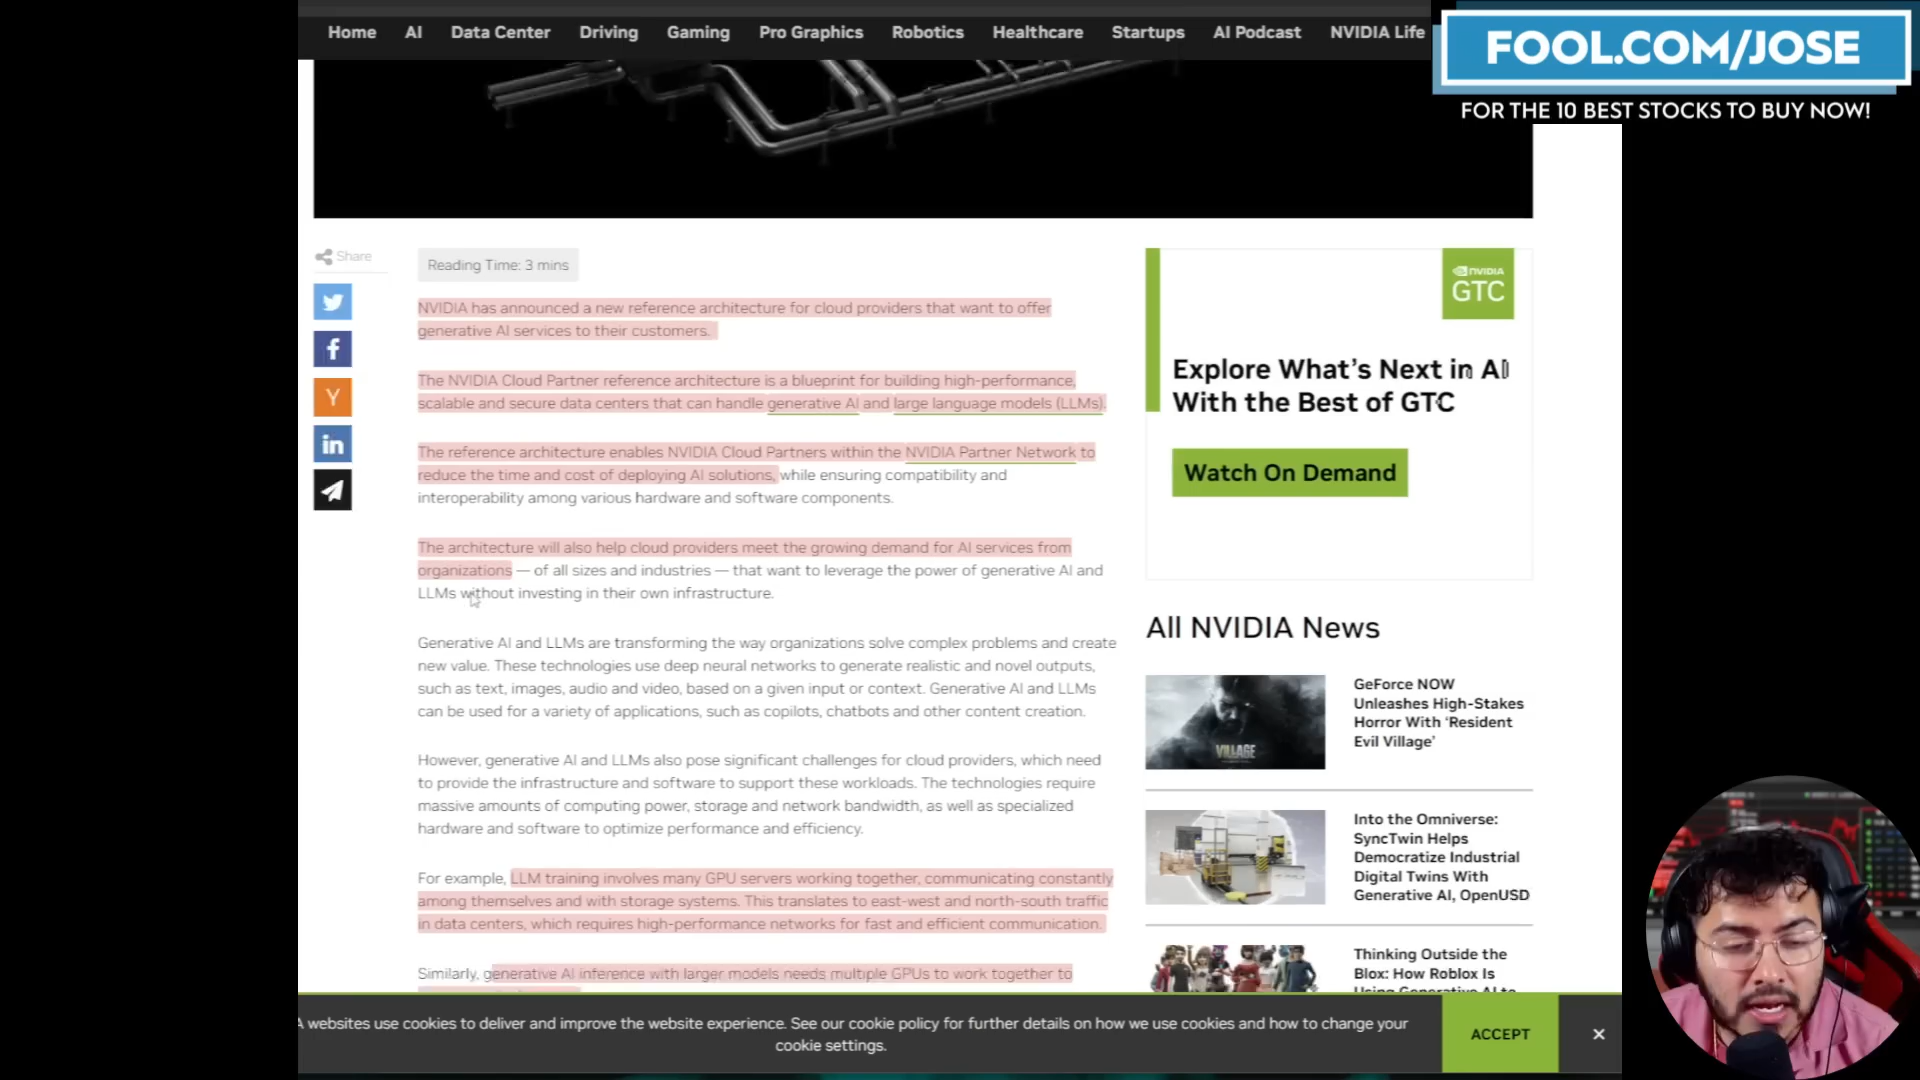 Home AI Data Center Driving Gaming Pro Graphics Robotics Healthcare Startups AI Podcast NVIDIA Life
FOOL.COM/JOSE
FOR THE 10 BEST STOCKS TO BUY NOW!
Share
Reading Time: 3 mins
NVIDIA has announced a new reference architecture for cloud providers that want to offer
generative AI services to their customers.
The NVIDIA Cloud Partner reference architecture is a blueprint for building high-performance,
scalable and secure data centers that can handle generative AI and large language models (LLMs).
The reference architecture enables NVIDIA Cloud Partners within the NVIDIA Partner Network to
reduce the time and cost of deploying AI solutions, while ensuring compatibility and
interoperability among various hardware and software components.
The architecture will also help cloud providers meet the growing demand for AI services from
organizations — of all sizes and industries — that want to leverage the power of generative AI and
LLMs without investing in their own infrastructure.
Generative AI and LLMs are transforming the way organizations solve complex problems and create
new value. These technologies use deep neural networks to generate realistic and novel outputs,
such as text, images, audio and video, based on a given input or context. Generative AI and LLMs
can be used for a variety of applications, such as copilots, chatbots and other content creation.
However, generative AI and LLMs also pose significant challenges for cloud providers, which need
to provide the infrastructure and software to support these workloads. The technologies require
massive amounts of computing power, storage and network bandwidth, as well as specialized
hardware and software to optimize performance and efficiency.
For example, LLM training involves many GPU servers working together, communicating constantly
among themselves and with storage systems. This translates to east-west and north-south traffic
in data centers, which requires high-performance networks for fast and efficient communication.
Similarly, generative AI inference with larger models needs multiple GPUs to work together to
NVIDIA
GTC
Explore What's Next in AI
With the Best of GTC
Watch On Demand
All NVIDIA News
VILLAGE
GeForce NOW
Unleashes High-Stakes
Horror With ‘Resident
Evil Village’
Into the Omniverse:
SyncTwin Helps
Democratize Industrial
Digital Twins With
Generative AI, OpenUSD
Thinking Outside the
Blox: How Roblox Is
Using Generative AI to
A websites use cookies to deliver and improve the website experience. See our cookie policy for further details on how we use cookies and how to change your
cookie settings.
ACCEPT